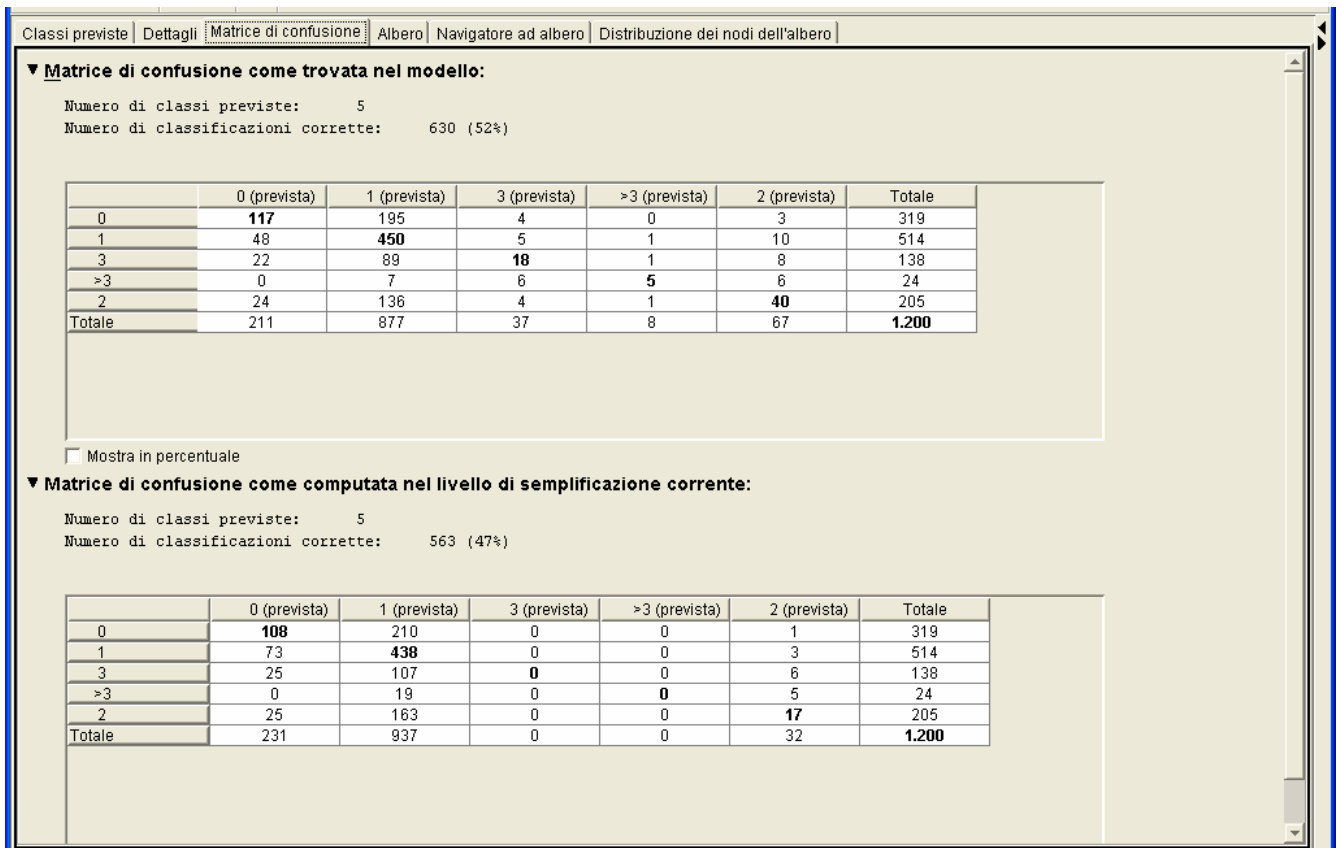 Classi previste Dettagli Matrice di confusione Albero Navigatore ad albero Distribuzione dei nodi dell'albero
Matrice di confusione come trovata nel modello:
Numero di classi previste: 5
Numero di classificazioni corrette: 630 (52%)
0 (prevista) 1 (prevista) 3 (prevista) >3 (prevista) 2 (prevista) Totale
0 117 195 4 0 3 319
1 48 450 5 1 10 514
3 22 89 18 1 8 138
>3 0 7 6 5 6 24
2 24 136 4 1 40 205
Totale 211 877 37 8 67 1.200
Mostra in percentuale
Matrice di confusione come computata nel livello di semplificazione corrente:
Numero di classi previste: 5
Numero di classificazioni corrette: 563 (47%)
0 (prevista) 1 (prevista) 3 (prevista) >3 (prevista) 2 (prevista) Totale
0 108 210 0 0 1 319
1 73 438 0 0 3 514
3 25 107 0 0 6 138
>3 0 19 0 0 5 24
2 25 163 0 0 17 205
Totale 231 937 0 0 32 1.200